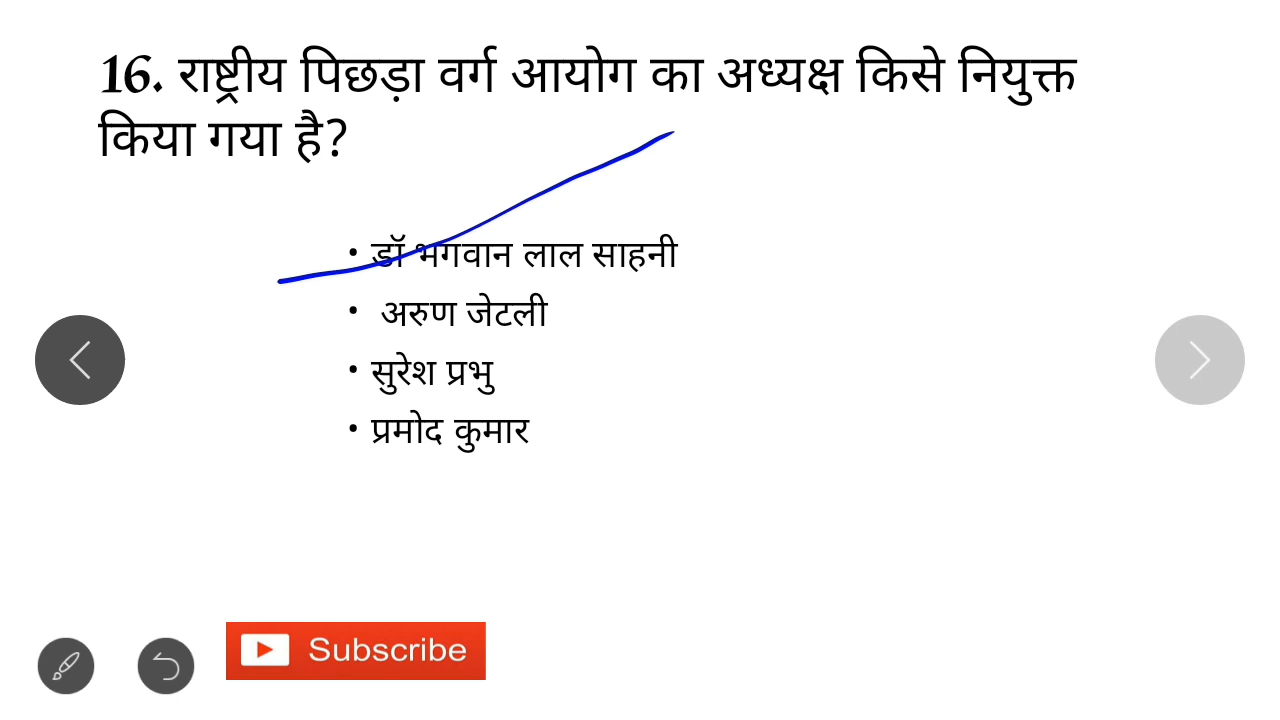 16. राष्ट्रीय पिछड़ा वर्ग आयोग का अध्यक्ष किसे नियुक्त
किया गया है?
• डॉ भगवान लाल साहनी
• अरुण जेटली
• सुरेश प्रभु
• प्रमोद कुमार
Subscribe